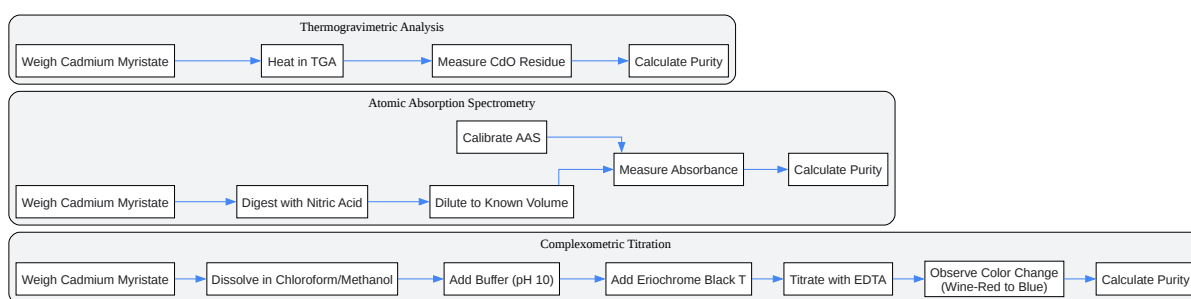 Thermogravimetric Analysis
Weigh Cadmium Myristate
Heat in TGA
Measure CdO Residue
Calculate Purity
Atomic Absorption Spectrometry
Calibrate AAS
Measure Absorbance
Calculate Purity
Weigh Cadmium Myristate
Digest with Nitric Acid
Dilute to Known Volume
Complexometric Titration
Weigh Cadmium Myristate
Dissolve in Chloroform/Methanol
Add Buffer (pH 10)
Add Eriochrome Black T
Titrate with EDTA
Observe Color Change
(Wine-Red to Blue)
Calculate Purity